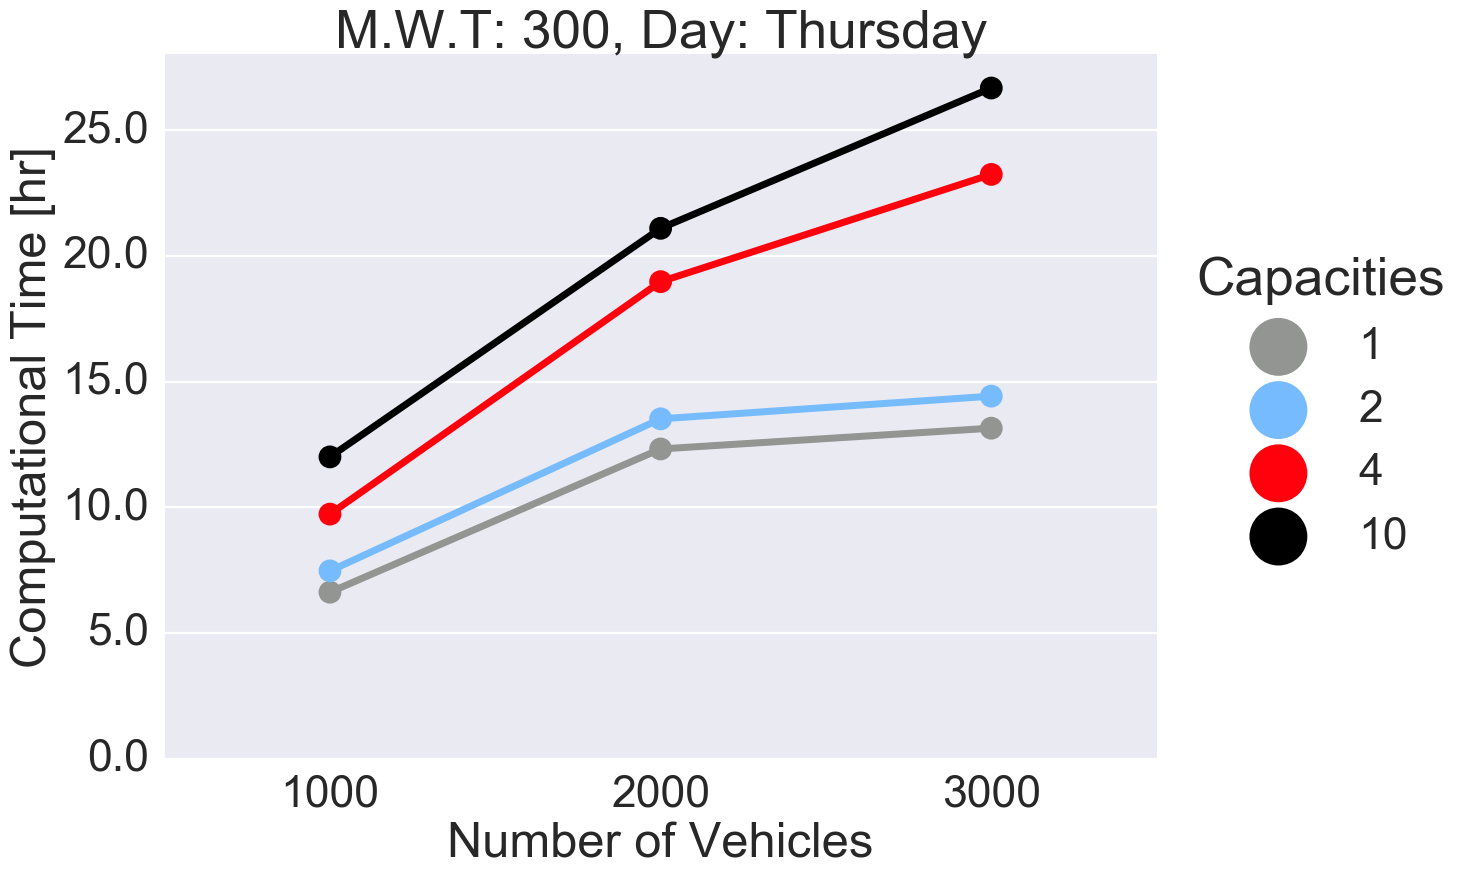 M.W.T: 300, Day: Thursday
Computational Time [hr]
25.0
20.0
15.0
10.0
5.0
0.0
1000 2000 3000
Number of Vehicles
Capacities
1
2
4
10